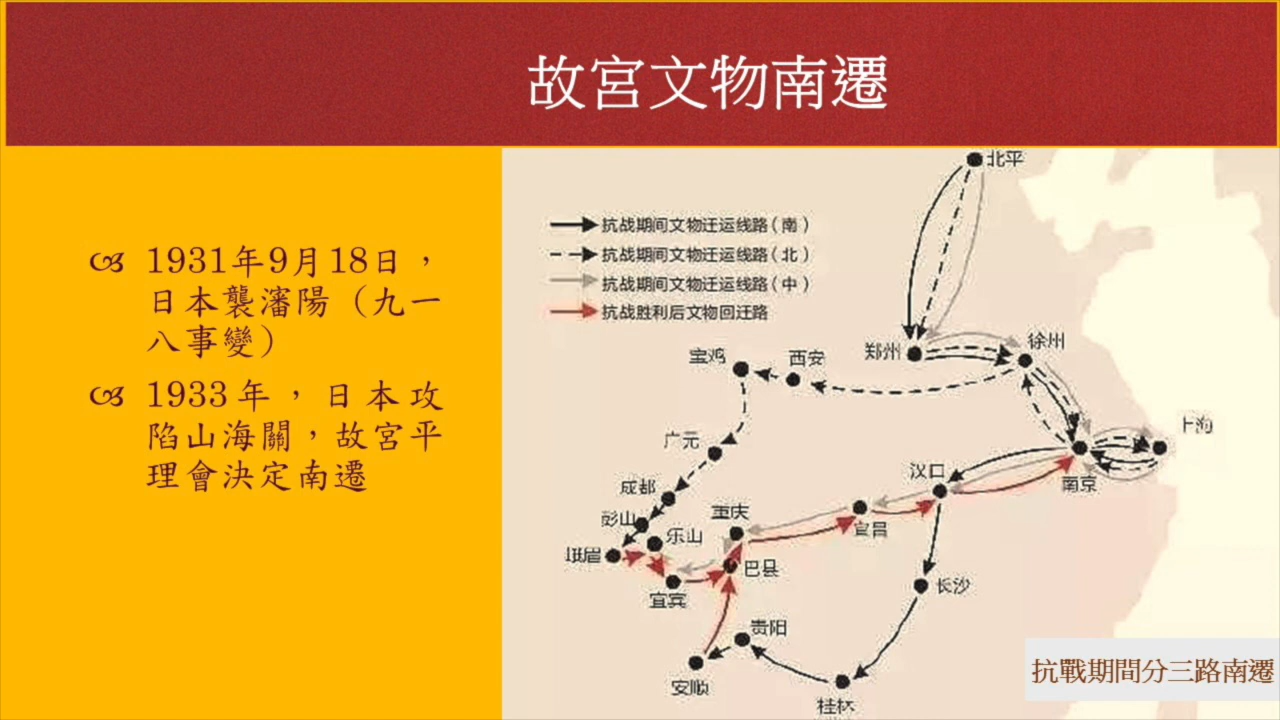 故宮文物南遷
1931年9月18日，
日本襲瀋陽（九一
八事變）
1933年，日本攻
陷山海關，故宮平
理會決定南遷
北平
抗战期间文物迁运线路(南)
抗战期间文物迁运线路(北)
抗战期间文物迁运线路(中)
抗战胜利后文物回迁路
郑州
徐州
宝鸡
西安
上海
广元
汉口
南京
成都
彭山
重庆
乐山
宜昌
峨眉
巴县
宜宾
长沙
贵阳
安顺
桂林
抗戰期間分三路南遷